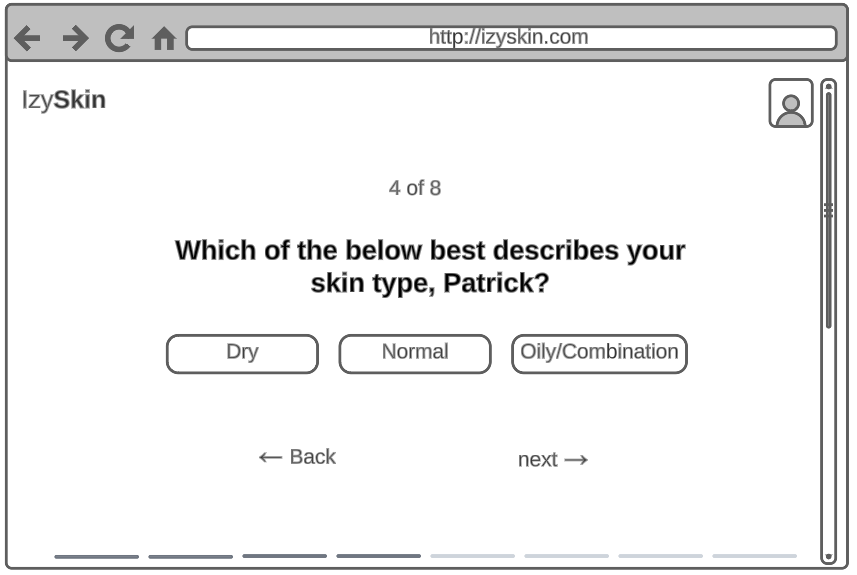 http://izyskin.com
IzySkin
4 of 8
Which of the below best describes your
skin type, Patrick?
Dry Normal Oily/Combination
← Back next →